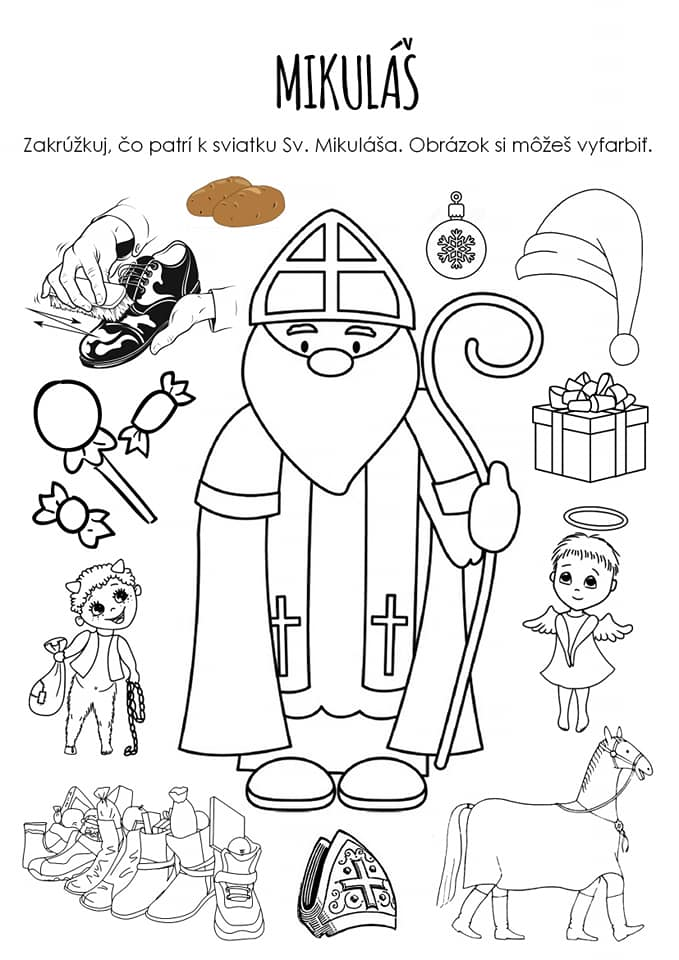 MIKULÁŠ
Zakrúžkuj, čo patrí k sviatku Sv. Mikuláša. Obrázok si môžeš vyfarbiť.